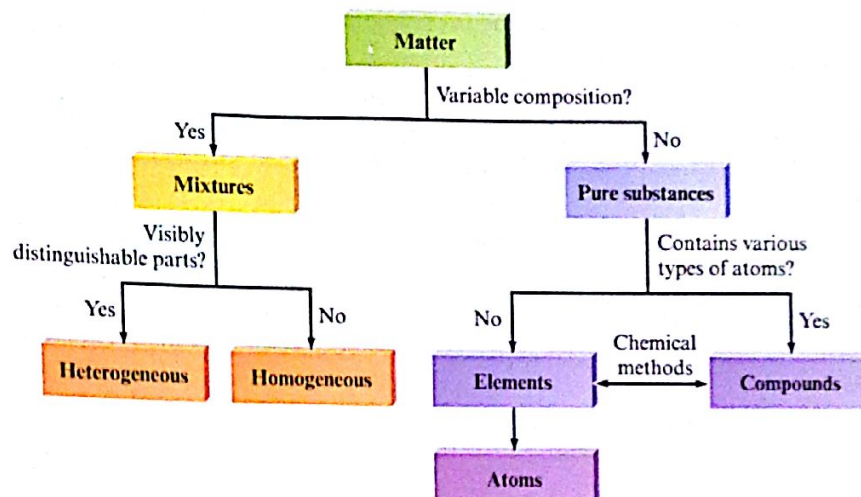 Matter
Variable composition?
Yes
No
Mixtures
Pure substances
Visibly
distinguishable parts?
Contains various
types of atoms?
Yes
No
No
Yes
Heterogeneous
Homogeneous
Elements
Chemical
methods
Compounds
Atoms